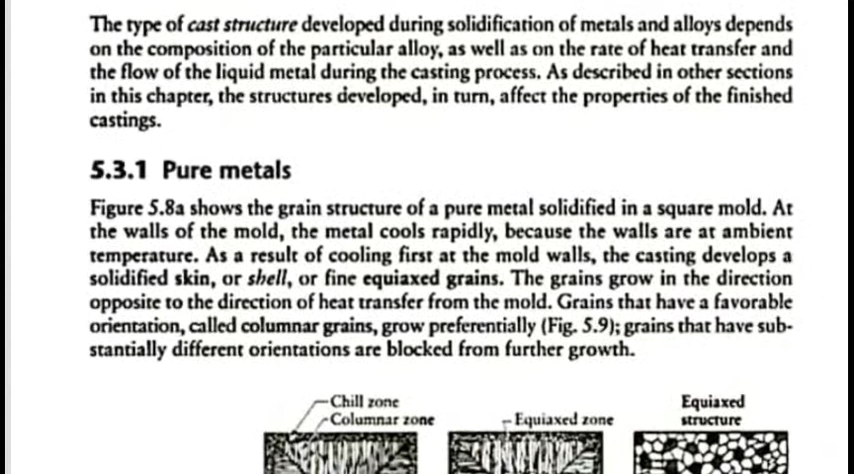 The type of cast structure developed during solidification of metals and alloys depends
on the composition of the particular alloy, as well as on the rate of heat transfer and
the flow of the liquid metal during the casting process. As described in other sections
in this chapter, the structures developed, in turn, affect the properties of the finished
castings.
5.3.1 Pure metals
Figure 5.8a shows the grain structure of a pure metal solidified in a square mold. At
the walls of the mold, the metal cools rapidly, because the walls are at ambient
temperature. As a result of cooling first at the mold walls, the casting develops a
solidified skin, or shell, or fine equiaxed grains. The grains grow in the direction
opposite to the direction of heat transfer from the mold. Grains that have a favorable
orientation, called columnar grains, grow preferentially (Fig. 5.9); grains that have sub-
stantially different orientations are blocked from further growth.
Chill zone
Columnar zone
Equiaxed zone
Equiaxed
structure